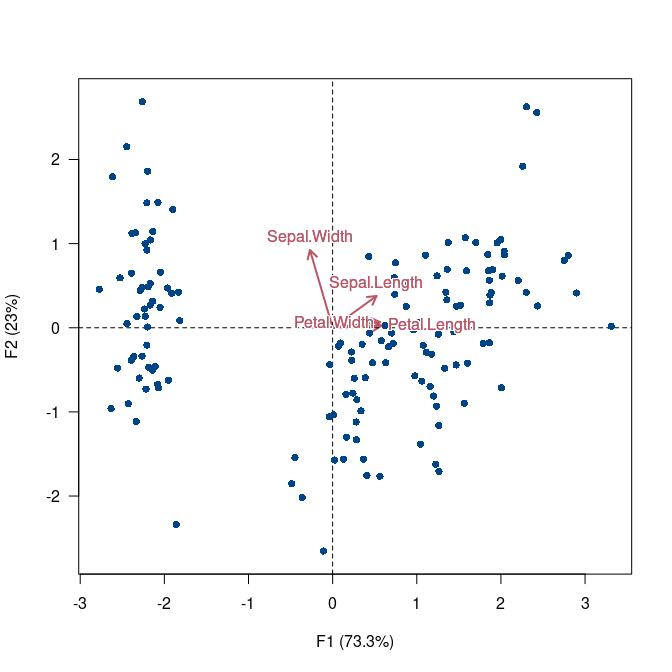 2
1
0
-1
-2
F2 (23%)
Sepal.Width
Sepal.Length
Petal.Width
Petal.Length
-3 -2 -1 0 1 2 3
F1 (73.3%)